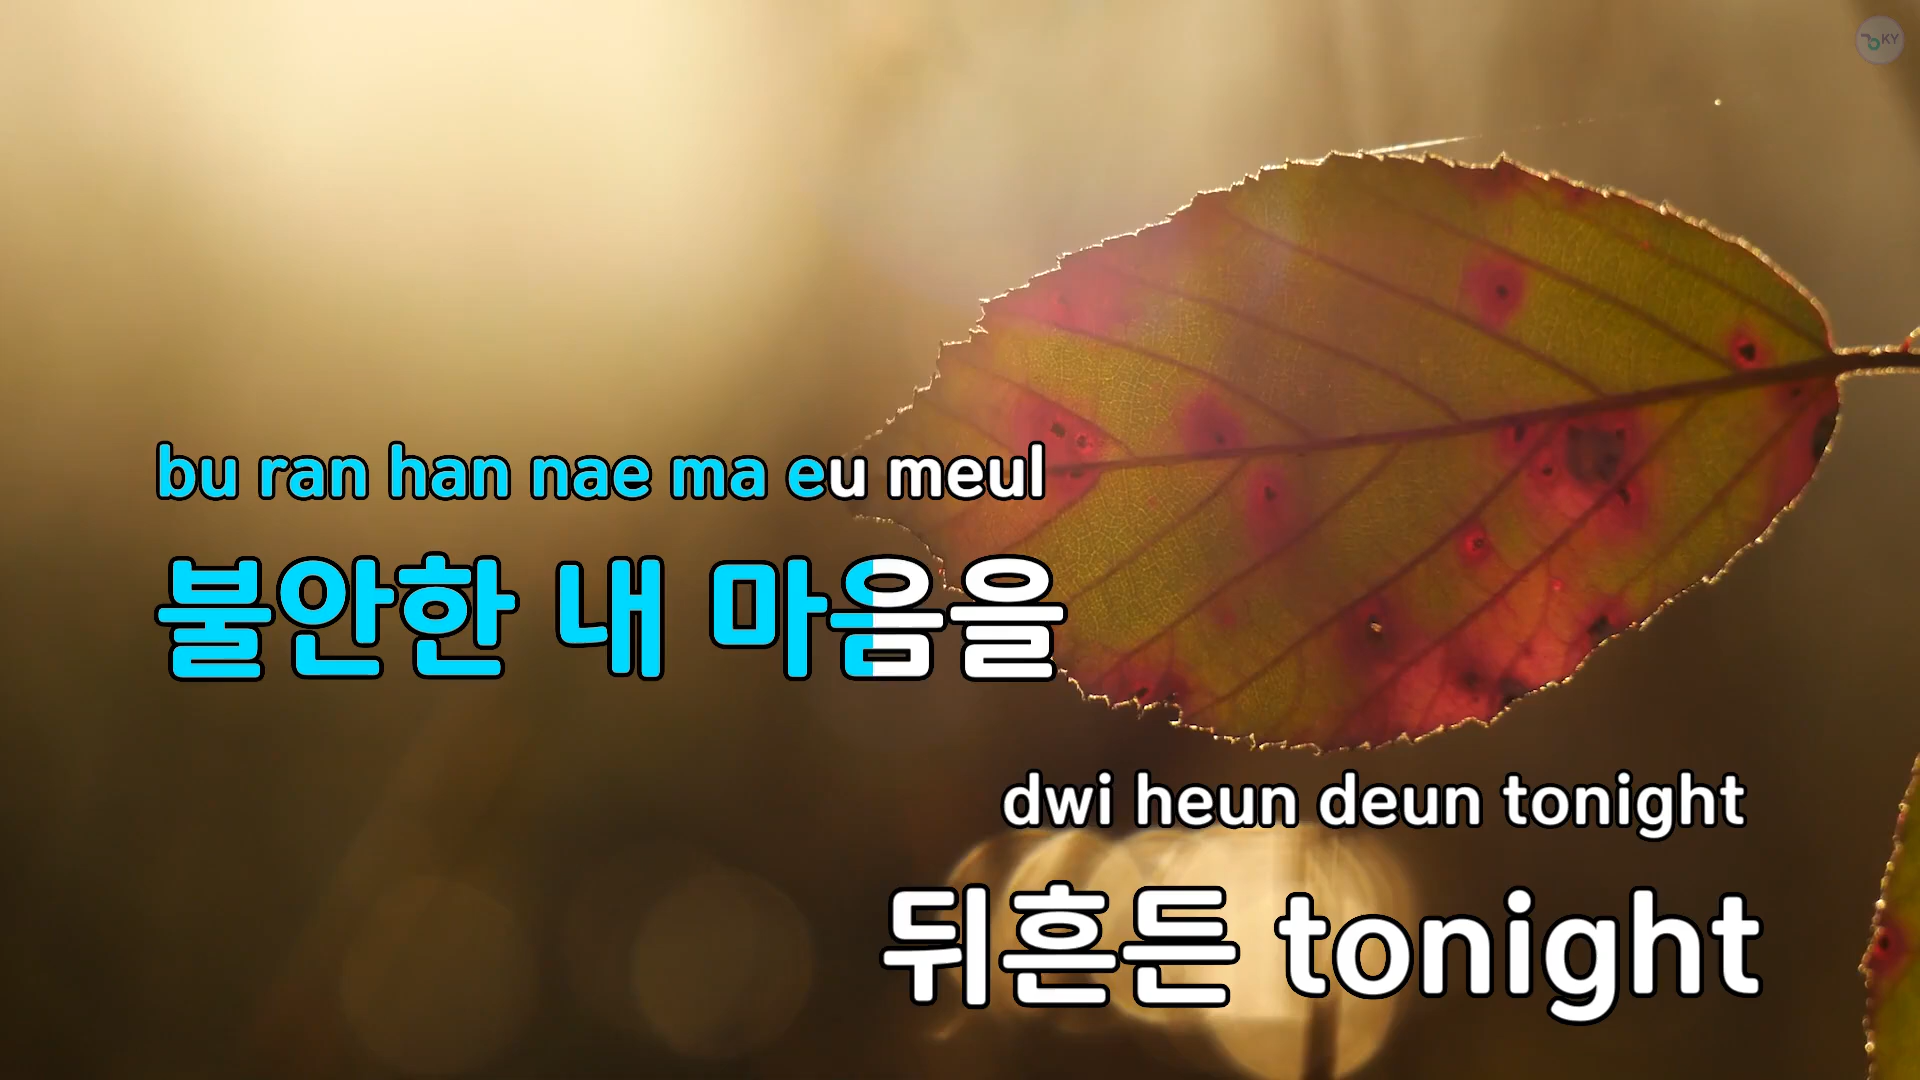 KY
bu ran han nae ma eu meul
불안한 내 마음을
dwi heun deun tonight
뒤흔든 tonight